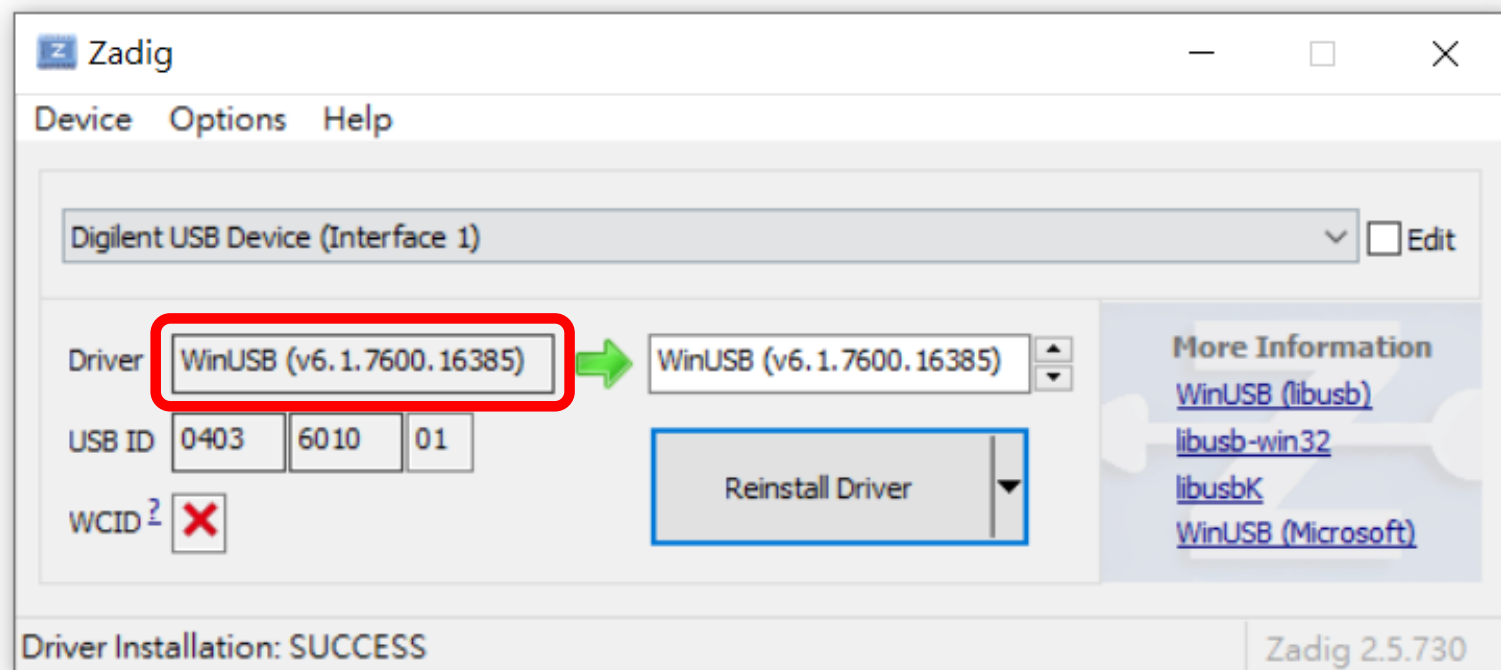 Zadig
Device Options Help
Digilent USB Device (Interface 1) Edit
Driver WinUSB (v6.1.7600.16385) WinUSB (v6.1.7600.16385)
USB ID 0403 6010 01
WCID ?
Reinstall Driver
More Information
WinUSB (libusb)
libusb-win32
libusbK
WinUSB (Microsoft)
Driver Installation: SUCCESS Zadig 2.5.730